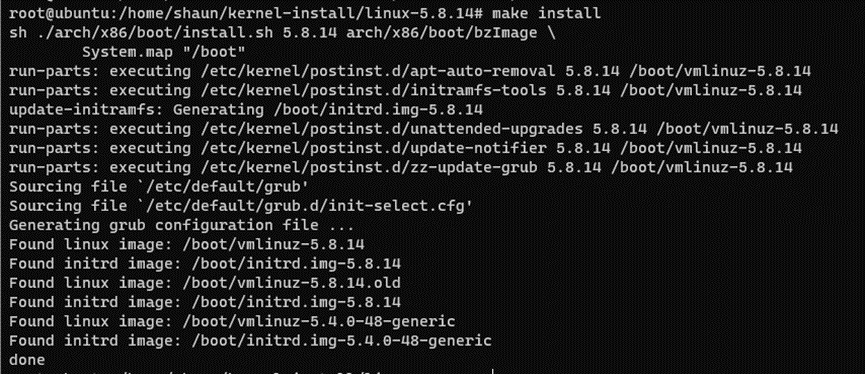 root@ubuntu:/home/shaun/kernel-install/linux-5.8.14# make install
sh ./arch/x86/boot/install.sh 5.8.14 arch/x86/boot/bzImage \
        System.map "/boot"
run-parts: executing /etc/kernel/postinst.d/apt-auto-removal 5.8.14 /boot/vmlinuz-5.8.14
run-parts: executing /etc/kernel/postinst.d/initramfs-tools 5.8.14 /boot/vmlinuz-5.8.14
update-initramfs: Generating /boot/initrd.img-5.8.14
run-parts: executing /etc/kernel/postinst.d/unattended-upgrades 5.8.14 /boot/vmlinuz-5.8.14
run-parts: executing /etc/kernel/postinst.d/update-notifier 5.8.14 /boot/vmlinuz-5.8.14
run-parts: executing /etc/kernel/postinst.d/zz-update-grub 5.8.14 /boot/vmlinuz-5.8.14
Sourcing file `/etc/default/grub'
Sourcing file `/etc/default/grub.d/init-select.cfg'
Generating grub configuration file ...
Found linux image: /boot/vmlinuz-5.8.14
Found initrd image: /boot/initrd.img-5.8.14
Found linux image: /boot/vmlinuz-5.8.14.old
Found initrd image: /boot/initrd.img-5.8.14
Found linux image: /boot/vmlinuz-5.4.0-48-generic
Found initrd image: /boot/initrd.img-5.4.0-48-generic
done